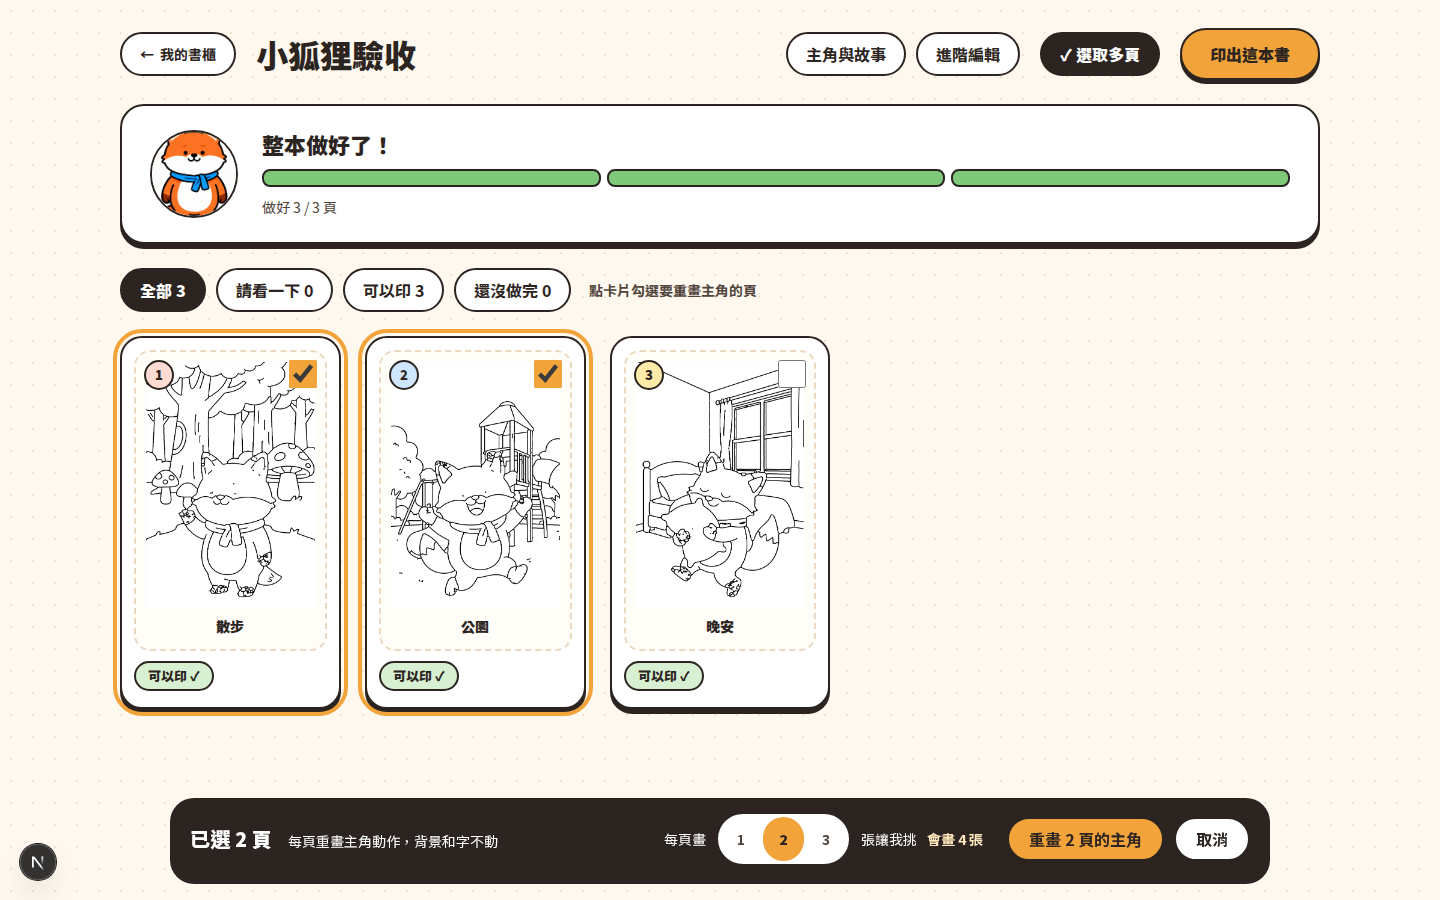 ← 我的書櫃
小狐狸驗收
主角與故事
進階編輯
✓ 選取多頁
印出這本書
整本做好了！
做好 3 / 3 頁
全部 3
請看一下 0
可以印 3
還沒做完 0
點卡片勾選要重畫主角的頁
1
散步
可以印 ✓
2
公園
可以印 ✓
3
晚安
可以印 ✓
已選 2 頁
每頁重畫主角動作，背景和字不動
每頁畫
1
2
3
張讓我挑
會畫 4 張
重畫 2 頁的主角
取消
N